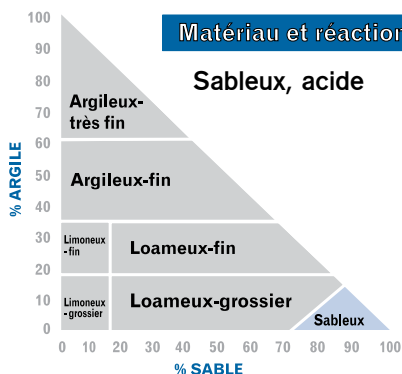 Matériau et réaction
Sableux, acide
100
90
80
70
60
50
40
30
20
10
0
% ARGILE
Argileux-
très fin
Argileux-fin
Limoneux
-fin
Loameux-fin
Limoneux
-grossier
Loameux-grossier
Sableux
0 10 20 30 40 50 60 70 80 90 100
% SABLE